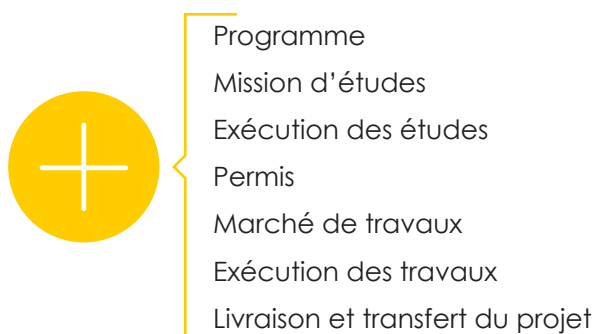 Programme
Mission d’études
Exécution des études
Permis
Marché de travaux
Exécution des travaux
Livraison et transfert du projet